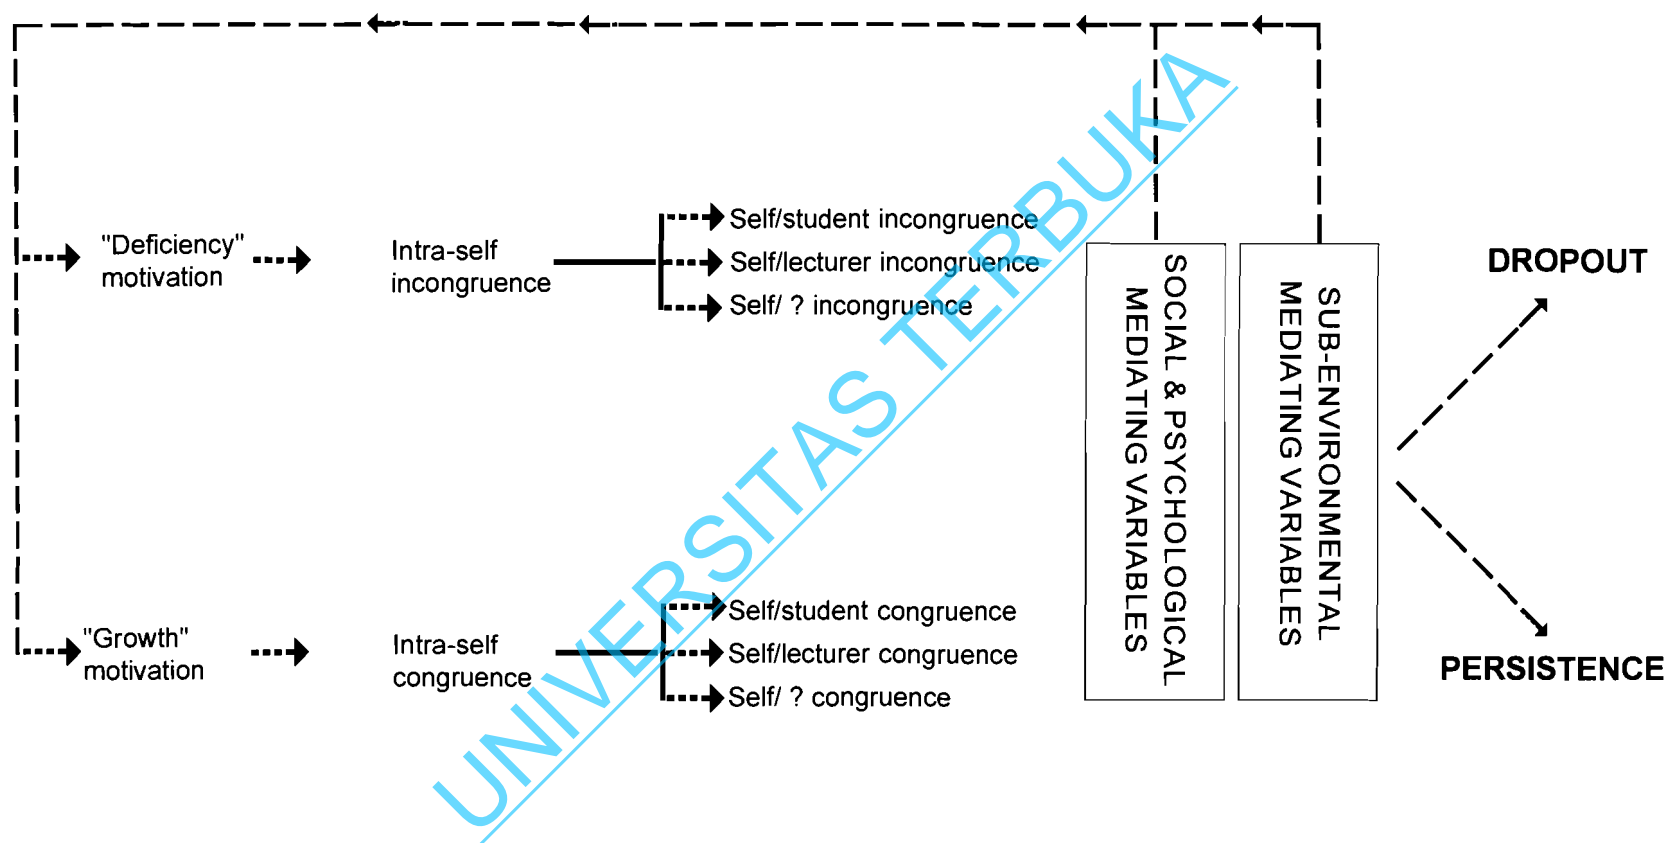 "Deficiency"
motivation
Intra-self
incongruence
Self/student incongruence
Self/lecturer incongruence
Self/ ? incongruence
SOCIAL & PSYCHOLOGICAL
MEDIATING VARIABLES
SUB-ENVIRONMENTAL
MEDIATING VARIABLES
DROPOUT
"Growth"
motivation
Intra-self
congruence
Self/student congruence
Self/lecturer congruence
Self/ ? congruence
PERSISTENCE
UNIVERSITAS TERBUKA